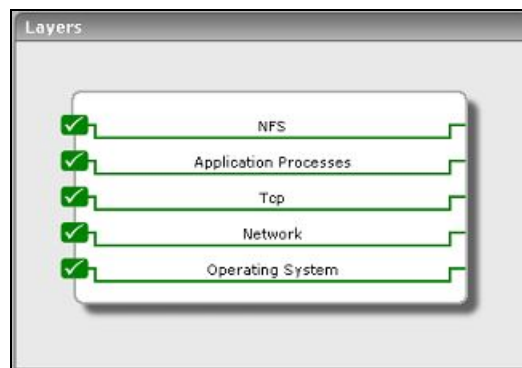 Layers
NFS
Application Processes
Tcp
Network
Operating System